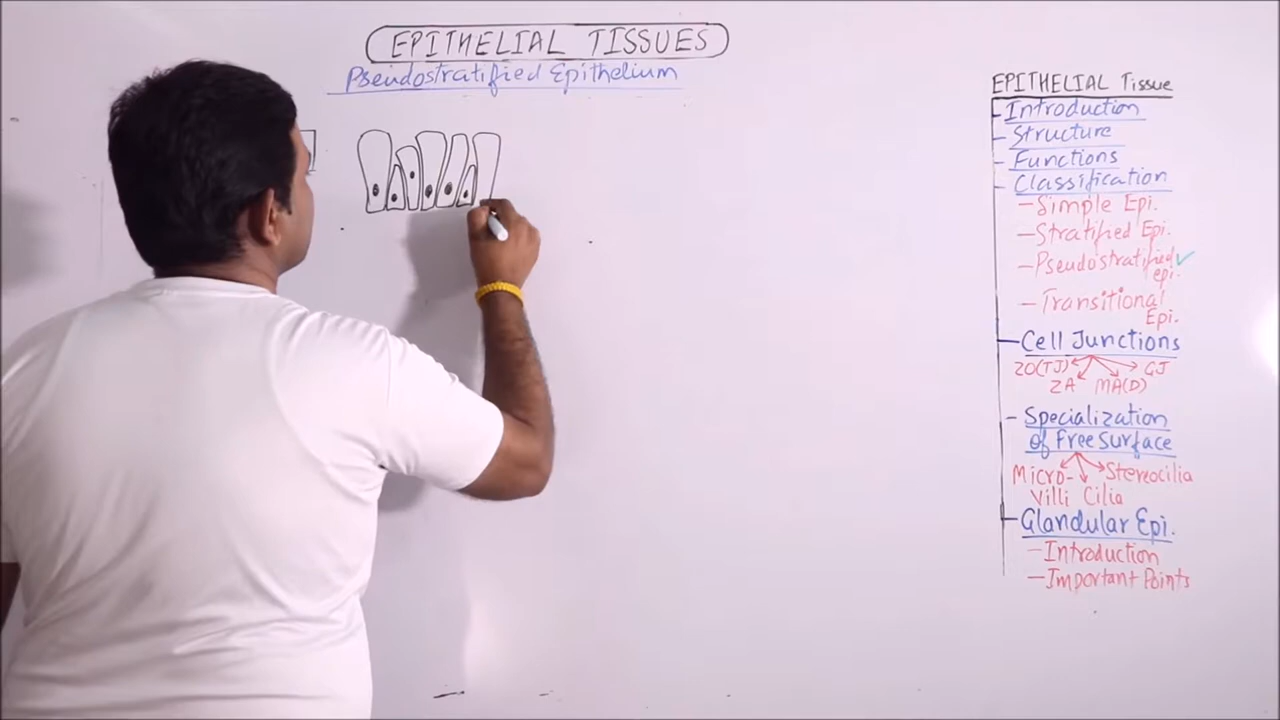 EPITHELIAL TISSUES
Pseudostratified Epithelium
EPITHELIAL Tissue
Introduction
Structure
Functions
Classification
- Simple Epi.
- Stratified Epi.
- Pseudostratified
epi.
- Transitional
Epi.
Cell Junctions
ZO(TJ) GJ
ZA MA(D)
Specialization
of Free Surface
Micro- Stereocilia
Villi Cilia
Glandular Epi.
- Introduction
- Important Points